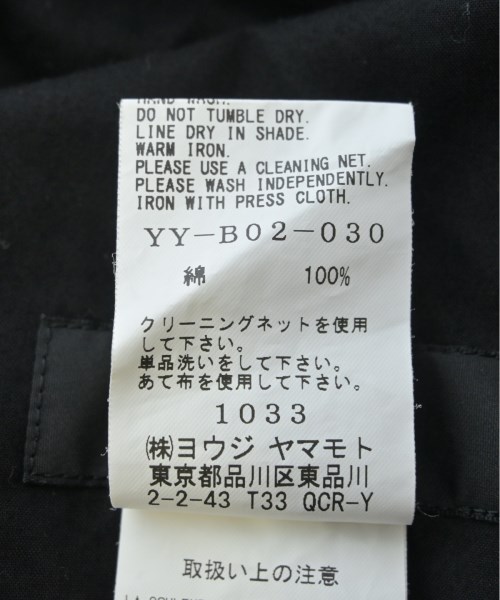 HAND WASH.
DO NOT TUMBLE DRY.
LINE DRY IN SHADE.
WARM IRON.
PLEASE USE A CLEANING NET.
PLEASE WASH INDEPENDENTLY.
IRON WITH PRESS CLOTH.
YY-B02-030
綿 100%
クリーニングネットを使用
して下さい。
単品洗いをして下さい。
あて布を使用して下さい。
1033
㈱ヨウジ ヤマモト
東京都品川区東品川
2-2-43 T33 QCR-Y
取扱い上の注意